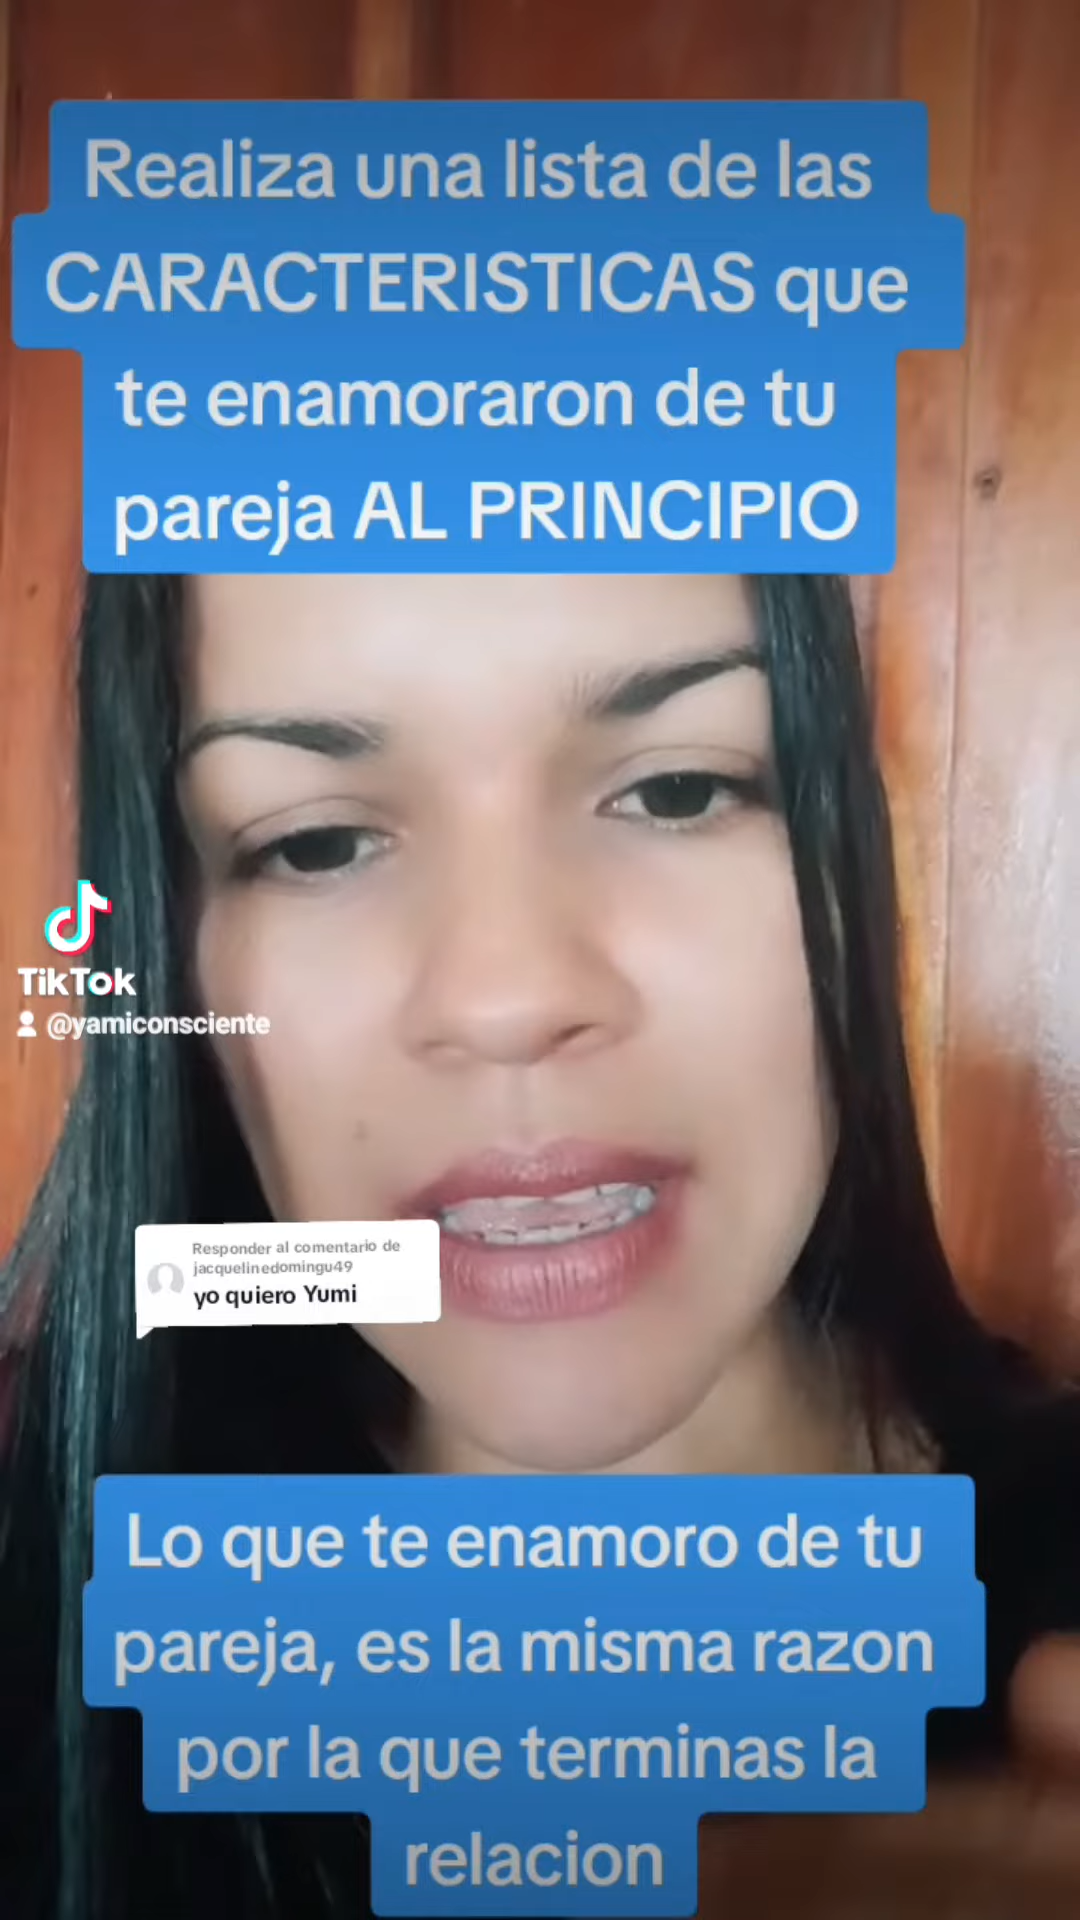 Realiza una lista de las
CARACTERISTICAS que
te enamoraron de tu
pareja AL PRINCIPIO
TikTok
@yamiconsciente
Responder al comentario de
jacquelinedomingu49
yo quiero Yumi
Lo que te enamoro de tu
pareja, es la misma razon
por la que terminas la
relacion